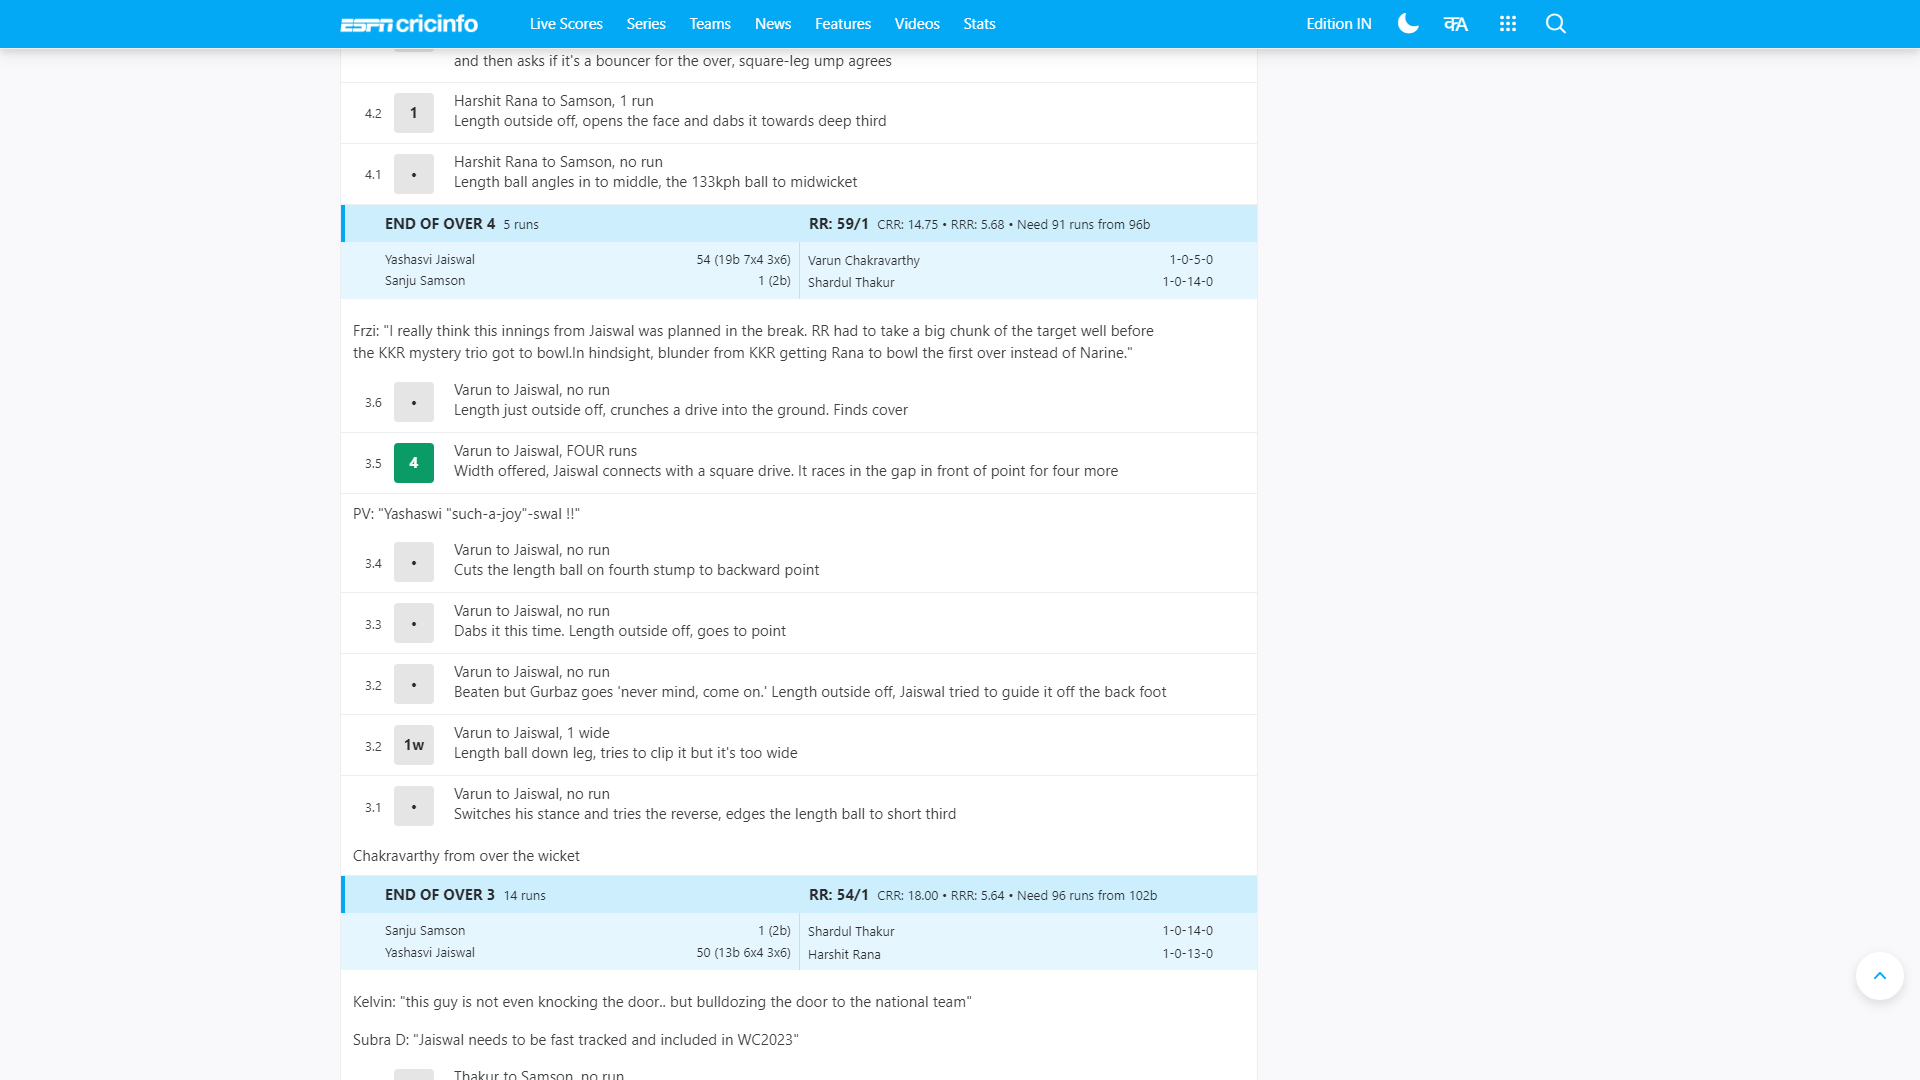 ESPN cricinfo Live Scores Series Teams News Features Videos Stats Edition IN
and then asks if it's a bouncer for the over, square-leg ump agrees
4.2 1 Harshit Rana to Samson, 1 run
Length outside off, opens the face and dabs it towards deep third
4.1 • Harshit Rana to Samson, no run
Length ball angles in to middle, the 133kph ball to midwicket
END OF OVER 4 5 runs RR: 59/1 CRR: 14.75 • RRR: 5.68 • Need 91 runs from 96b
Yashasvi Jaiswal 54 (19b 7x4 3x6) Varun Chakravarthy 1-0-5-0
Sanju Samson 1 (2b) Shardul Thakur 1-0-14-0
Frzi: "I really think this innings from Jaiswal was planned in the break. RR had to take a big chunk of the target well before
the KKR mystery trio got to bowl.In hindsight, blunder from KKR getting Rana to bowl the first over instead of Narine."
3.6 • Varun to Jaiswal, no run
Length just outside off, crunches a drive into the ground. Finds cover
3.5 4 Varun to Jaiswal, FOUR runs
Width offered, Jaiswal connects with a square drive. It races in the gap in front of point for four more
PV: "Yashaswi "such-a-joy"-swal !!"
3.4 • Varun to Jaiswal, no run
Cuts the length ball on fourth stump to backward point
3.3 • Varun to Jaiswal, no run
Dabs it this time. Length outside off, goes to point
3.2 • Varun to Jaiswal, no run
Beaten but Gurbaz goes 'never mind, come on.' Length outside off, Jaiswal tried to guide it off the back foot
3.2 1w Varun to Jaiswal, 1 wide
Length ball down leg, tries to clip it but it's too wide
3.1 • Varun to Jaiswal, no run
Switches his stance and tries the reverse, edges the length ball to short third
Chakravarthy from over the wicket
END OF OVER 3 14 runs RR: 54/1 CRR: 18.00 • RRR: 5.64 • Need 96 runs from 102b
Sanju Samson 1 (2b) Shardul Thakur 1-0-14-0
Yashasvi Jaiswal 50 (13b 6x4 3x6) Harshit Rana 1-0-13-0
Kelvin: "this guy is not even knocking the door.. but bulldozing the door to the national team"
Subra D: "Jaiswal needs to be fast tracked and included in WC2023"
Thakur to Samson, no run